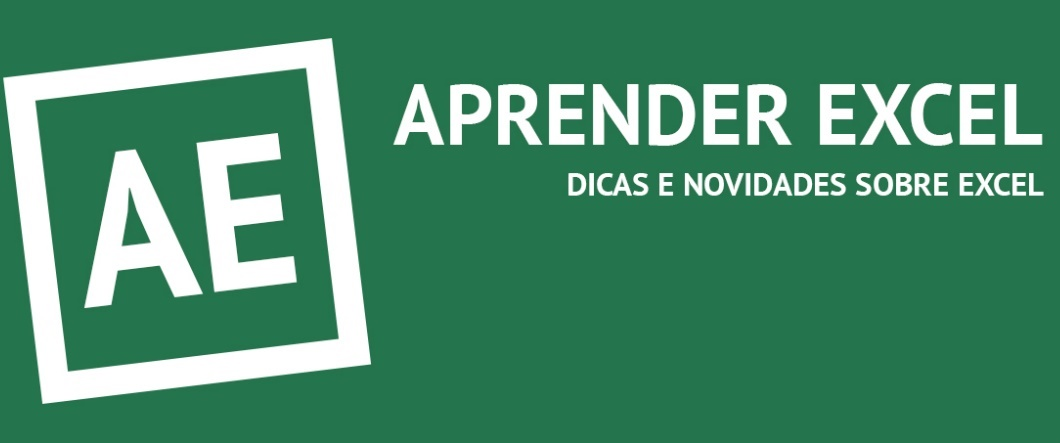 AE
APRENDER EXCEL
DICAS E NOVIDADES SOBRE EXCEL